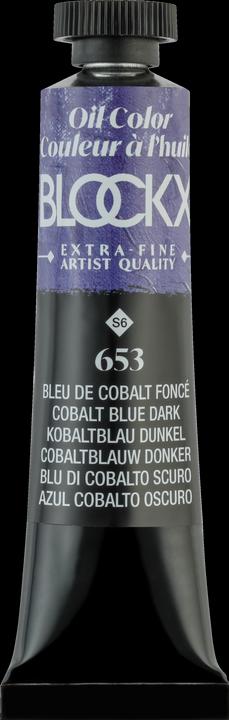 Oil Color
Couleur à l'huil
BLOCKX
EXTRA-FINE
ARTIST QUALITY
S6
653
BLEU DE COBALT FONCÉ
COBALT BLUE DARK
KOBALTBLAU DUNKEL
COBALTBLAUW DONKER
BLU DI COBALTO SCURO
AZUL COBALTO OSCURO